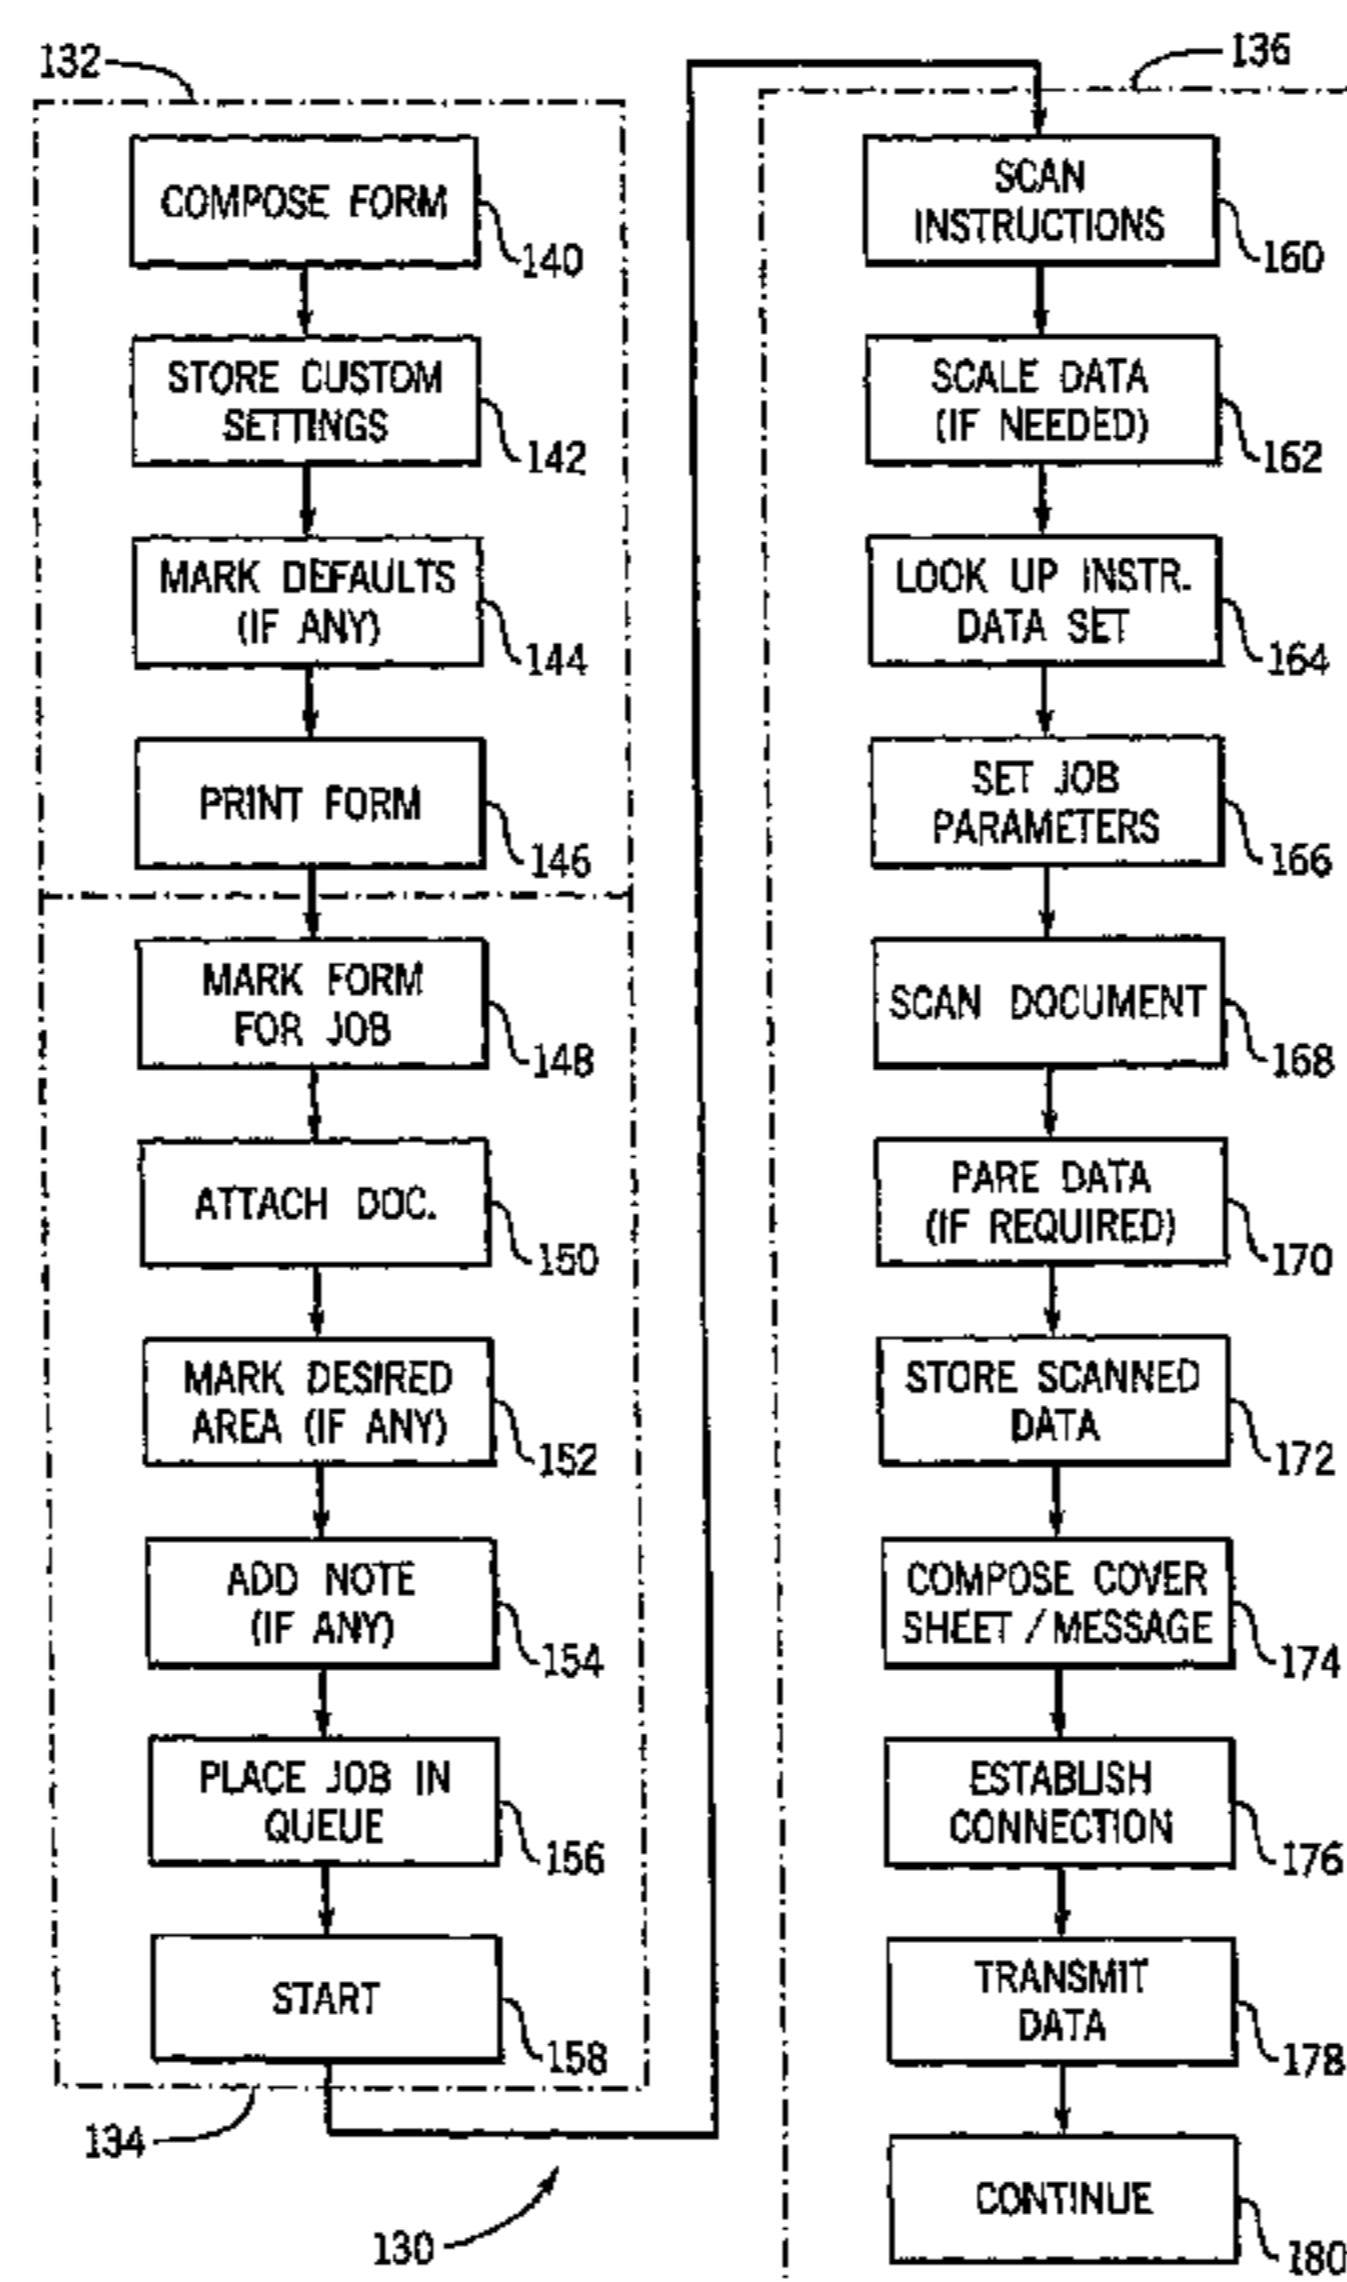 132
COMPOSE FORM
140
STORE CUSTOM
SETTINGS
142
MARK DEFAULTS
(IF ANY)
144
PRINT FORM
146
MARK FORM
FOR JOB
148
ATTACH DOC.
150
MARK DESIRED
AREA (IF ANY)
152
ADD NOTE
(IF ANY)
154
PLACE JOB IN
QUEUE
156
START
158
134
130
136
SCAN
INSTRUCTIONS
160
SCALE DATA
(IF NEEDED)
162
LOOK UP INSTR.
DATA SET
164
SET JOB
PARAMETERS
166
SCAN DOCUMENT
168
PARE DATA
(IF REQUIRED)
170
STORE SCANNED
DATA
172
COMPOSE COVER
SHEET / MESSAGE
174
ESTABLISH
CONNECTION
176
TRANSMIT
DATA
178
CONTINUE
180